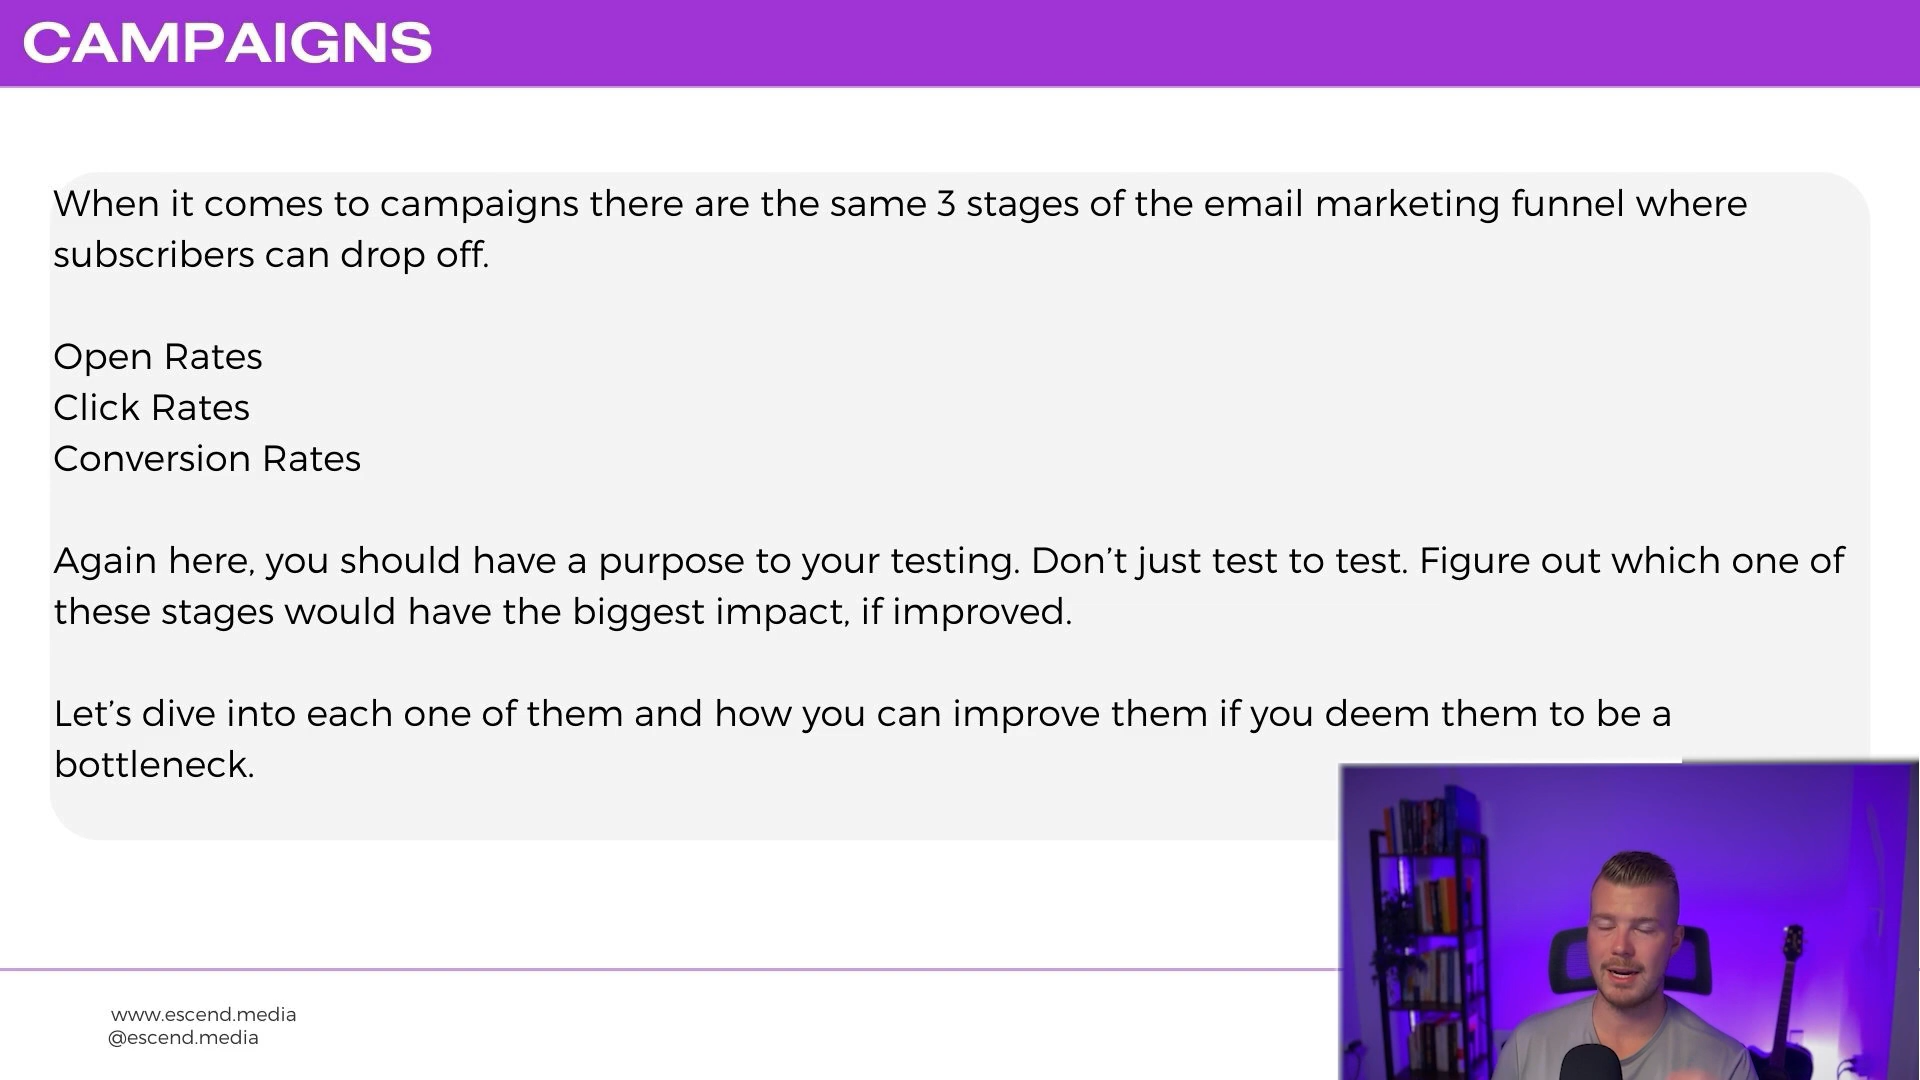 CAMPAIGNS
When it comes to campaigns there are the same 3 stages of the email marketing funnel where
subscribers can drop off.
Open Rates
Click Rates
Conversion Rates
Again here, you should have a purpose to your testing. Don’t just test to test. Figure out which one of
these stages would have the biggest impact, if improved.
Let’s dive into each one of them and how you can improve them if you deem them to be a
bottleneck.
www.escend.media
@escend.media